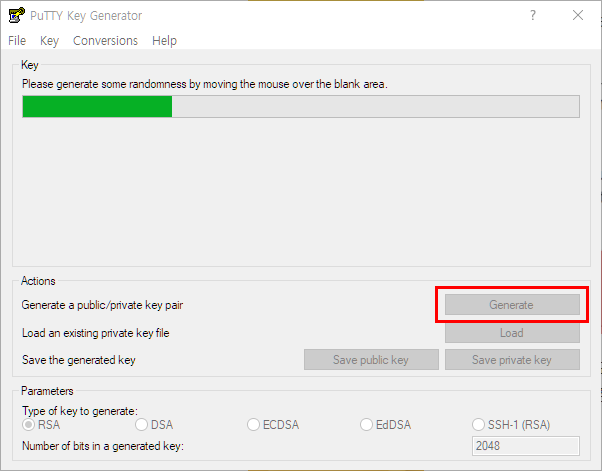 PuTTY Key Generator
File Key Conversions Help
Key
Please generate some randomness by moving the mouse over the blank area.
Actions
Generate a public/private key pair Generate
Load an existing private key file Load
Save the generated key Save public key Save private key
Parameters
Type of key to generate:
RSA DSA ECDSA EdDSA SSH-1 (RSA)
Number of bits in a generated key: 2048